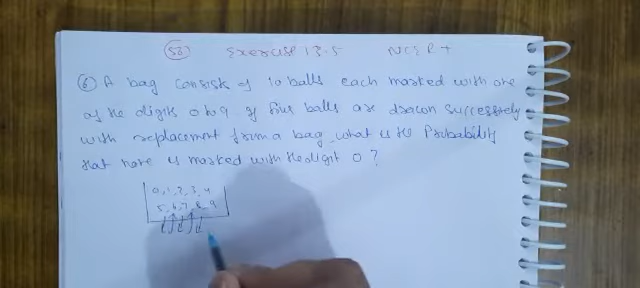 537 Exercise 13.5 NCERT
6 A bag consists of 10 balls each marked with one
of the digits 0 to 9 if four balls are drawn successively
with replacement from a bag what is the Probability
that none is marked with the digit 0 ?
0, 1, 2, 3, 4
5, 6, 7, 8, 9